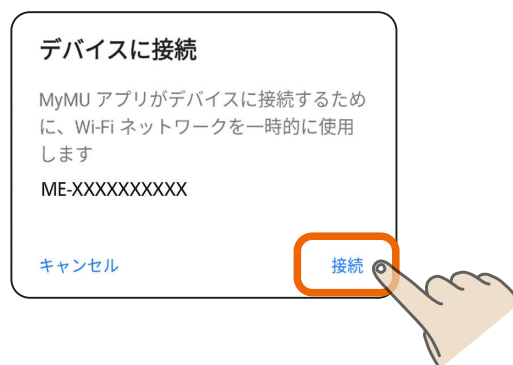 デバイスに接続
MyMU アプリがデバイスに接続するため
に、Wi-Fi ネットワークを一時的に使用
します
ME-XXXXXXXXXX
キャンセル
接続